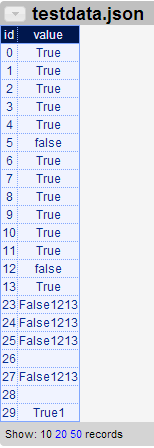 testdata.json
id value
0 True
1 True
2 True
3 True
4 True
5 false
6 True
7 True
8 True
9 True
10 True
11 True
12 false
13 True
23 False1213
24 False1213
25 False1213
26
27 False1213
28
29 True1
Show: 10 20 50 records